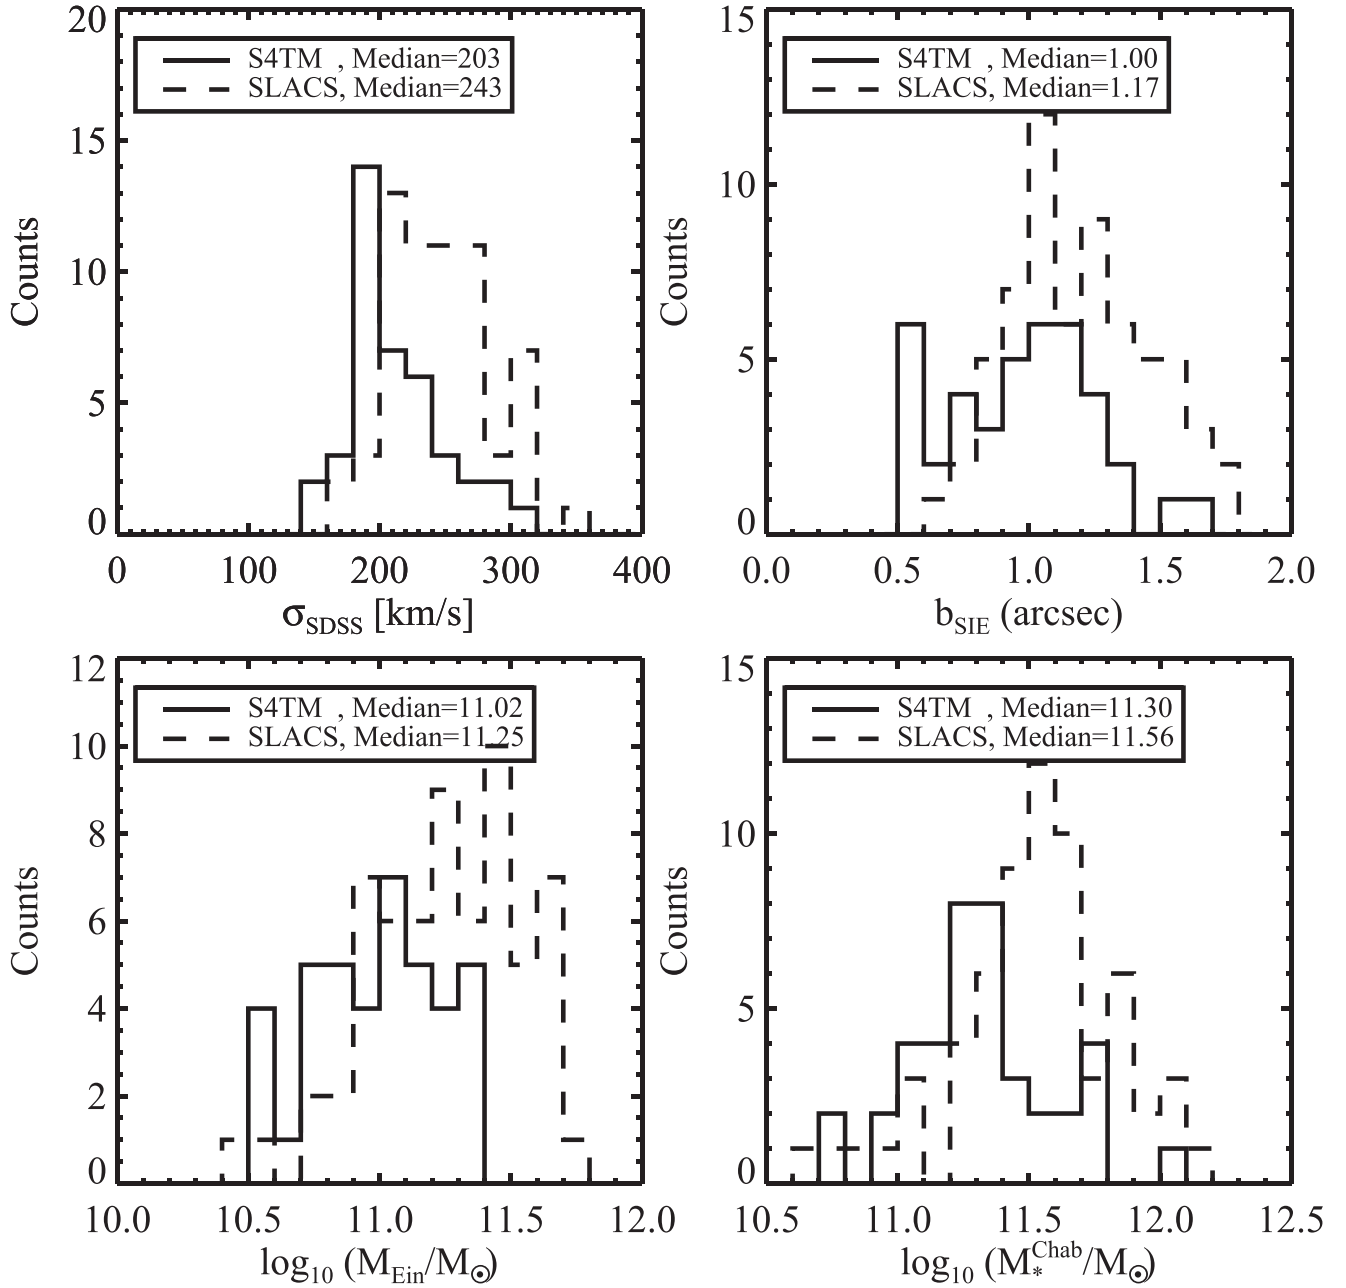 20
15
10
5
0
Counts
S4TM , Median=203
SLACS, Median=243
0 100 200 300 400
σSDSS [km/s]
15
10
5
0
Counts
S4TM , Median=1.00
SLACS, Median=1.17
0.0 0.5 1.0 1.5 2.0
bSIE (arcsec)
12
10
8
6
4
2
0
Counts
S4TM , Median=11.02
SLACS, Median=11.25
10.0 10.5 11.0 11.5 12.0
log10 (MEin/M⊙)
15
10
5
0
Counts
S4TM , Median=11.30
SLACS, Median=11.56
10.5 11.0 11.5 12.0 12.5
log10 (M*Chab/M⊙)